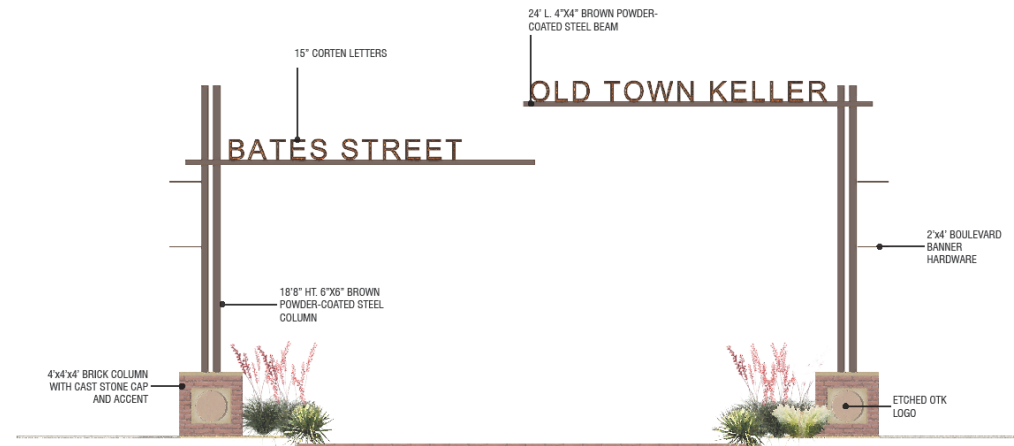 24' L. 4"X4" BROWN POWDER-
COATED STEEL BEAM
15" CORTEN LETTERS
OLD TOWN KELLER
BATES STREET
2'x4' BOULEVARD
BANNER
HARDWARE
18'8" HT. 6"X6" BROWN
POWDER-COATED STEEL
COLUMN
4'x4'x4' BRICK COLUMN
WITH CAST STONE CAP
AND ACCENT
ETCHED OTK
LOGO